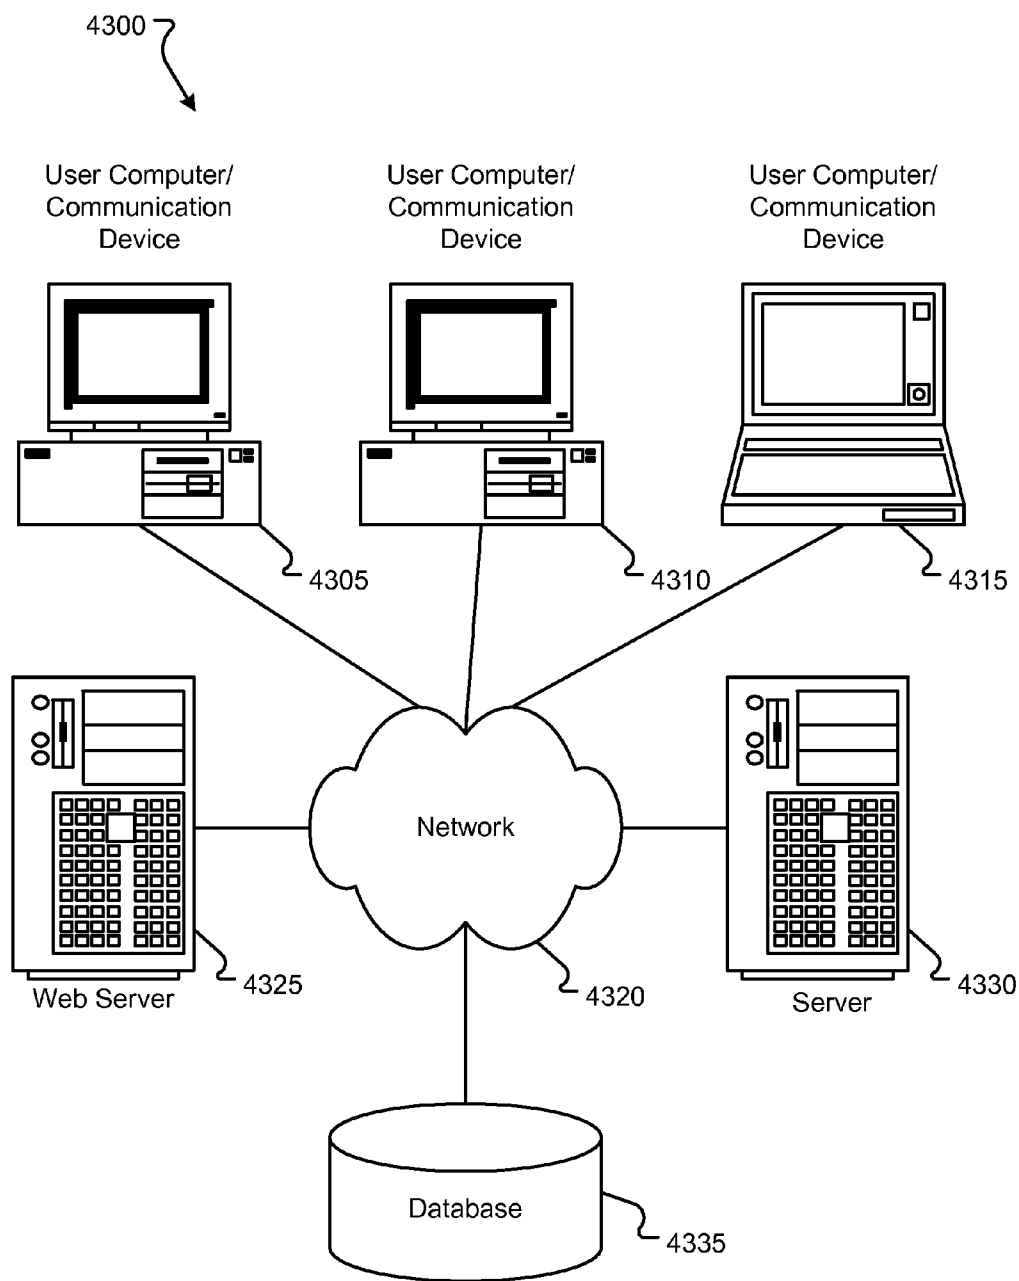 4300
User Computer/
Communication
Device
User Computer/
Communication
Device
User Computer/
Communication
Device
4305
4310
4315
Network
Web Server
4325
4320
Server
4330
Database
4335